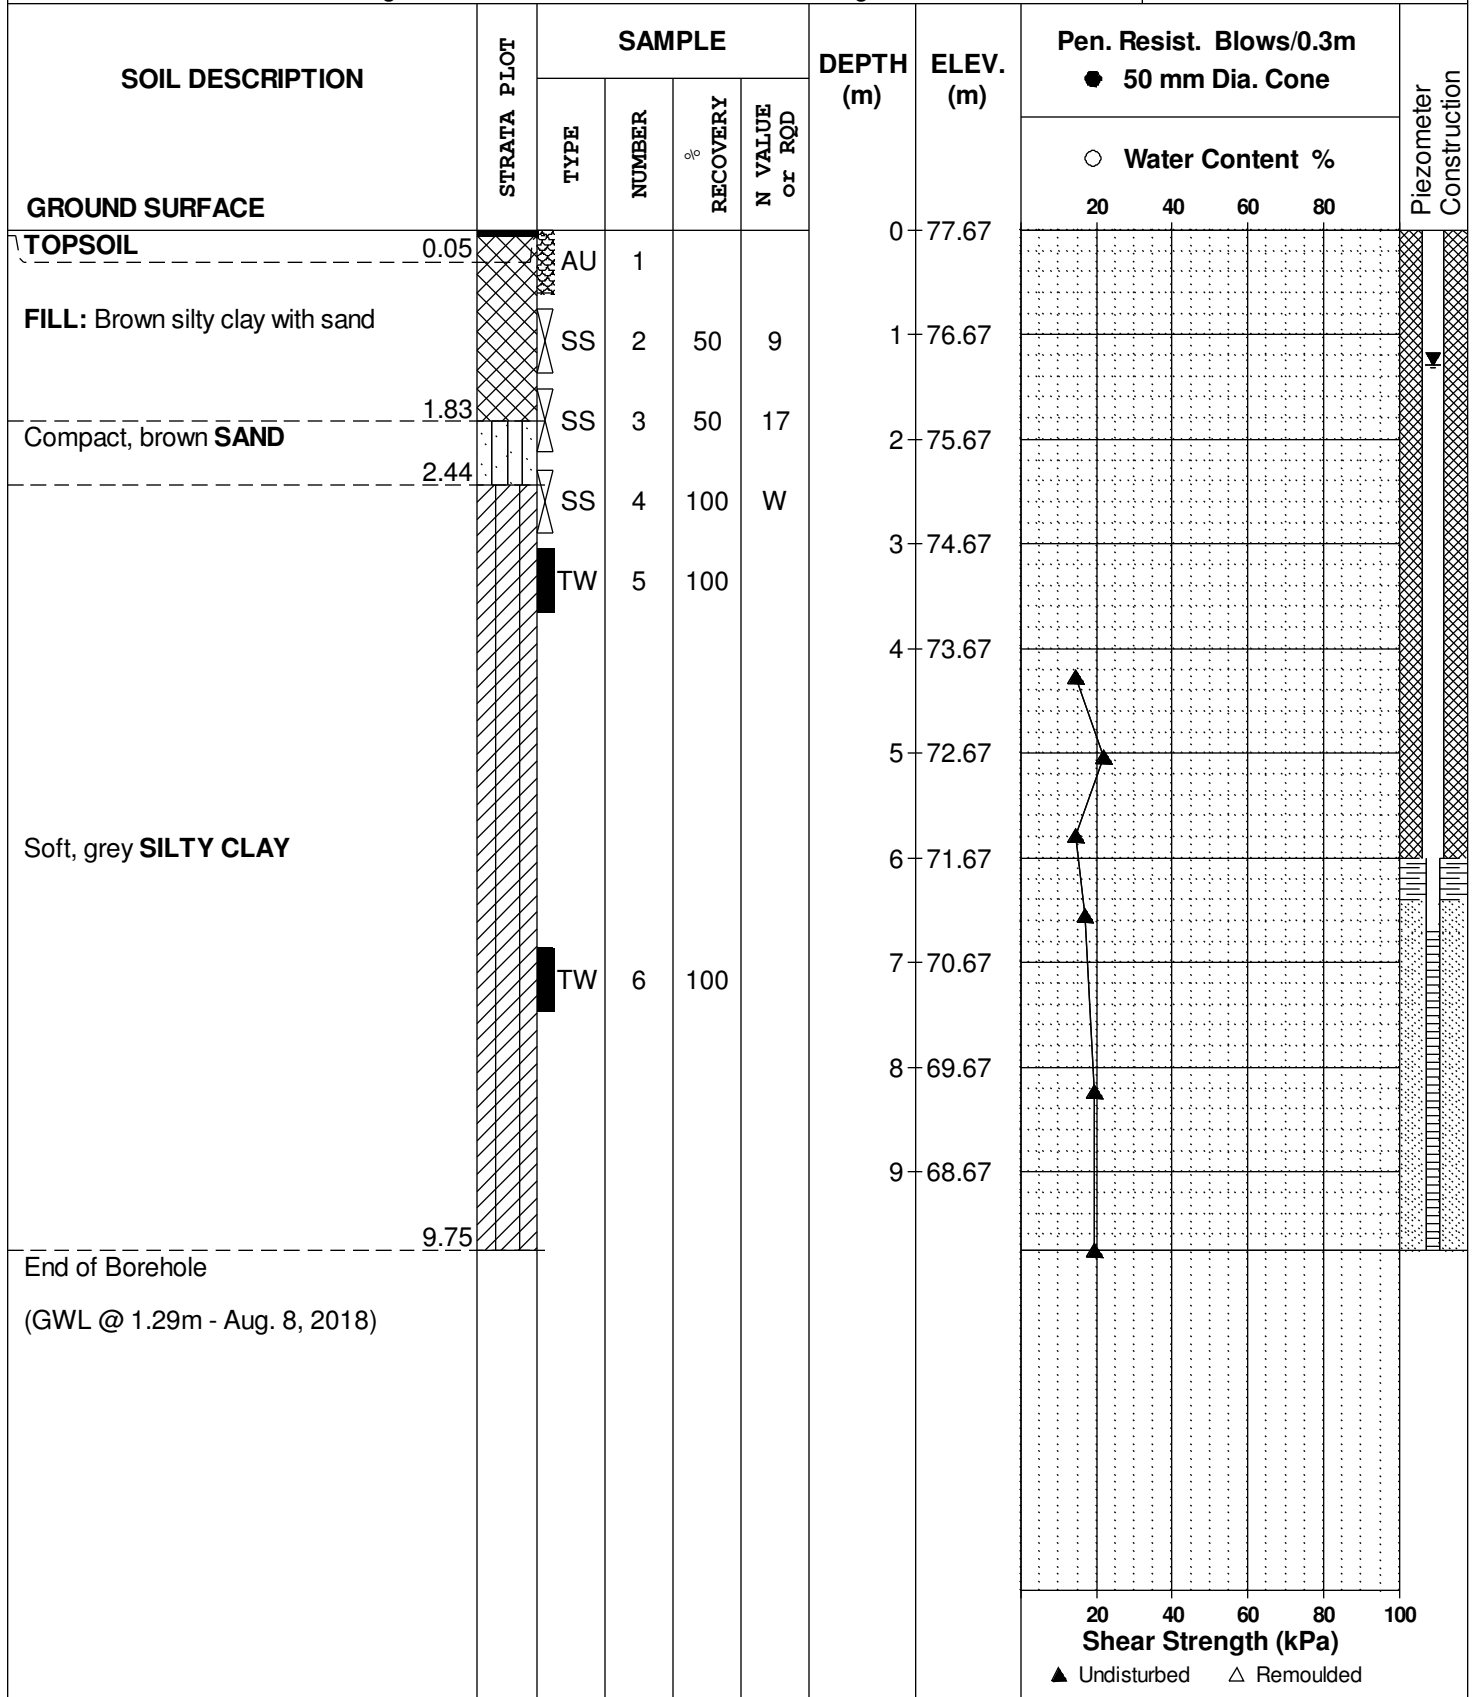 SOIL DESCRIPTION
GROUND SURFACE
STRATA PLOT
SAMPLE
TYPE
NUMBER
% RECOVERY
N VALUE or RQD
DEPTH (m)
ELEV. (m)
Pen. Resist. Blows/0.3m
● 50 mm Dia. Cone
○ Water Content %
20 40 60 80
Piezometer Construction
0 77.67
TOPSOIL 0.05
AU 1
FILL: Brown silty clay with sand
SS 2 50 9
1 76.67
1.83
SS 3 50 17
Compact, brown SAND
2 75.67
2.44
SS 4 100 W
3 74.67
TW 5 100
4 73.67
5 72.67
Soft, grey SILTY CLAY
6 71.67
7 70.67
TW 6 100
8 69.67
9 68.67
9.75
End of Borehole
(GWL @ 1.29m - Aug. 8, 2018)
20 40 60 80 100
Shear Strength (kPa)
▲ Undisturbed △ Remoulded